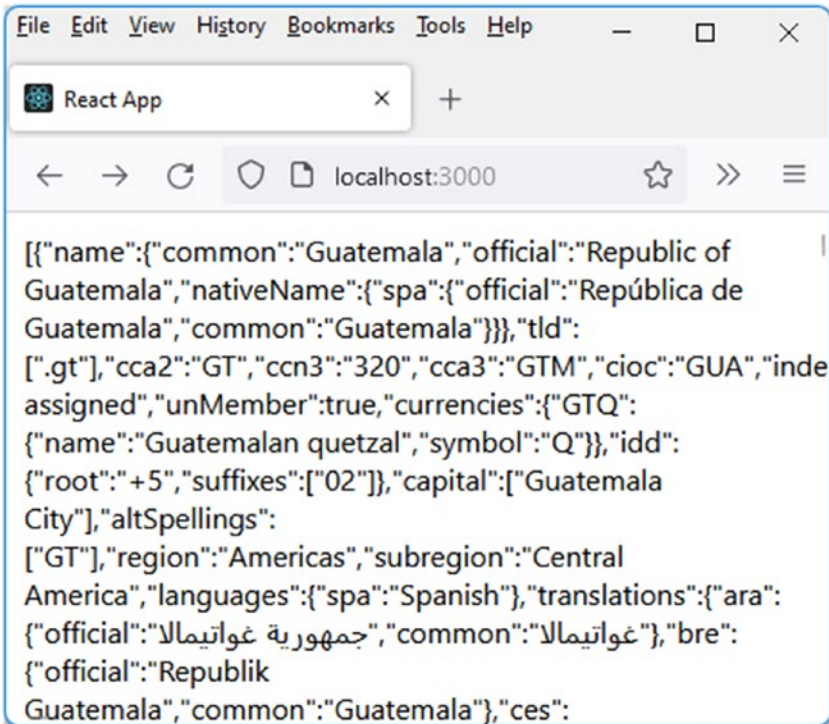 File Edit View History Bookmarks Tools Help
React App
localhost:3000
[{"name":{"common":"Guatemala","official":"Republic of
Guatemala","nativeName":{"spa":{"official":"República de
Guatemala","common":"Guatemala"}}},"tld":
[".gt"],"cca2":"GT","ccn3":"320","cca3":"GTM","cioc":"GUA","inde
assigned","unMember":true,"currencies":{"GTQ":
{"name":"Guatemalan quetzal","symbol":"Q"}},"idd":
{"root":"+5","suffixes":["02"]},"capital":["Guatemala
City"],"altSpellings":
["GT"],"region":"Americas","subregion":"Central
America","languages":{"spa":"Spanish"},"translations":{"ara":
{"official":"جمهورية غواتيمالا","common":"غواتيمالا"},"bre":
{"official":"Republik
Guatemala","common":"Guatemala"},"ces":